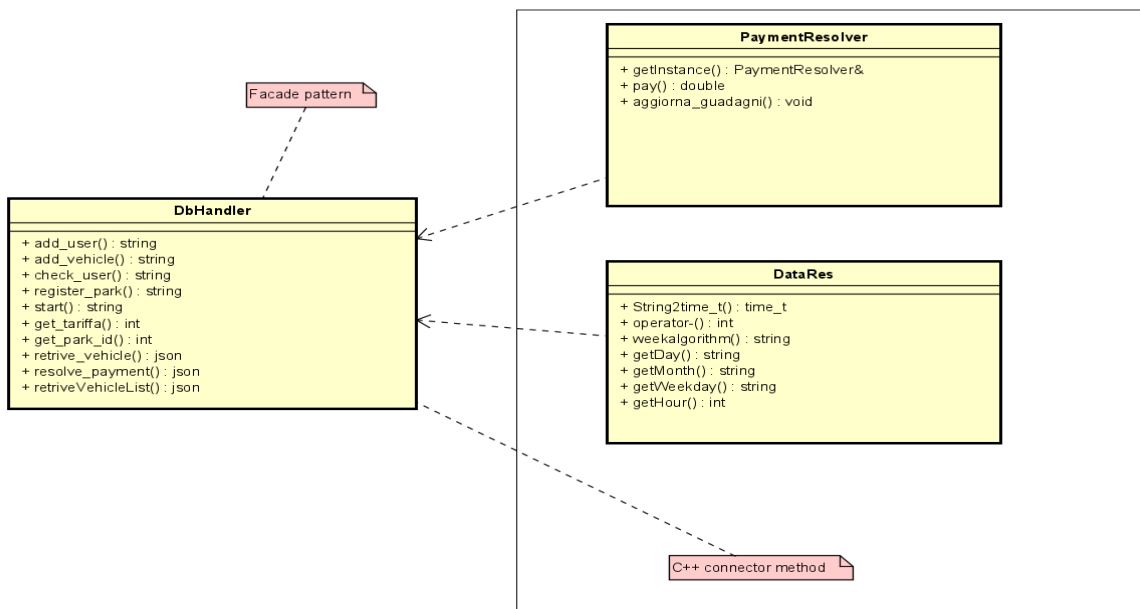 Facade pattern
DbHandler
+ add_user() : string
+ add_vehicle() : string
+ check_user() : string
+ register_park() : string
+ start() : string
+ get_tariffa() : int
+ get_park_id() : int
+ retrive_vehicle() : json
+ resolve_payment() : json
+ retriveVehicleList() : json
PaymentResolver
+ getInstance() : PaymentResolver&
+ pay() : double
+ aggiorna_guadagni() : void
DataRes
+ String2time_t() : time_t
+ operator-() : int
+ weekalgorithm() : string
+ getDay() : string
+ getMonth() : string
+ getWeekday() : string
+ getHour() : int
C++ connector method